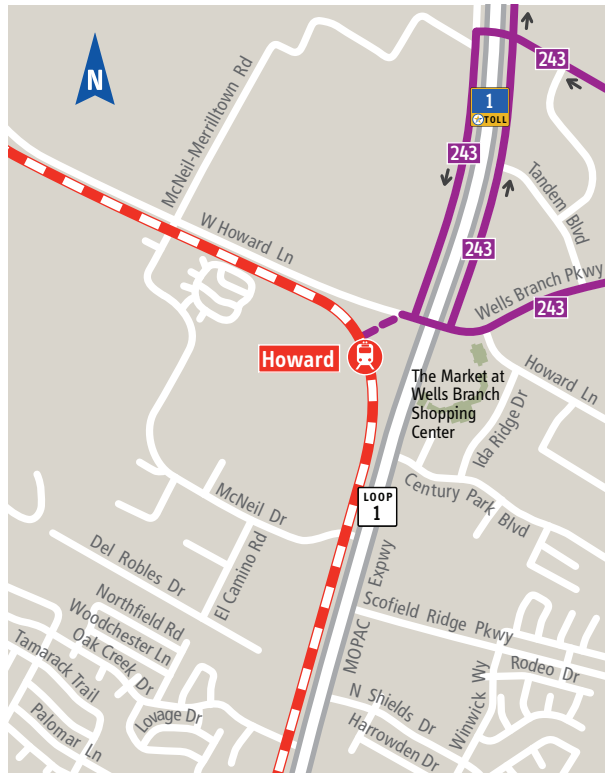 N
McNeil-Merrilltown Rd
243
1
TOLL
243
Tandem Blvd
W Howard Ln
243
Wells Branch Pkwy
243
Howard
The Market at
Wells Branch
Shopping
Center
Howard Ln
Ida Ridge Dr
McNeil Dr
LOOP
1
Century Park Blvd
Del Robles Dr
El Camino Rd
MOPAC Expwy
Northfield Rd
Woodchester Ln
Oak Creek Dr
Scofield Ridge Pkwy
Tamarack Trail
Winwick Wy
Rodeo Dr
Lovage Dr
N Shields Dr
Palomar Ln
Harrowden Dr